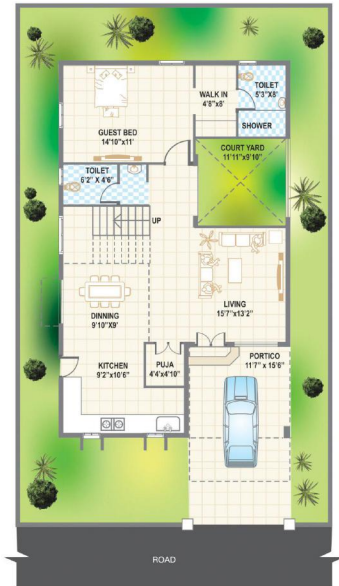 TOILET
5'3"X8'
WALK IN
4'8"x8'
GUEST BED
14'10"x11'
SHOWER
COURT YARD
11'11"x9'10"
TOILET
6'2" X 4'6"
UP
LIVING
15'7"x13'2"
DINNING
9'10"X9'
PORTICO
11'7" x 15'6"
KITCHEN
9'2"x10'6"
PUJA
4'4'x4'10"
ROAD